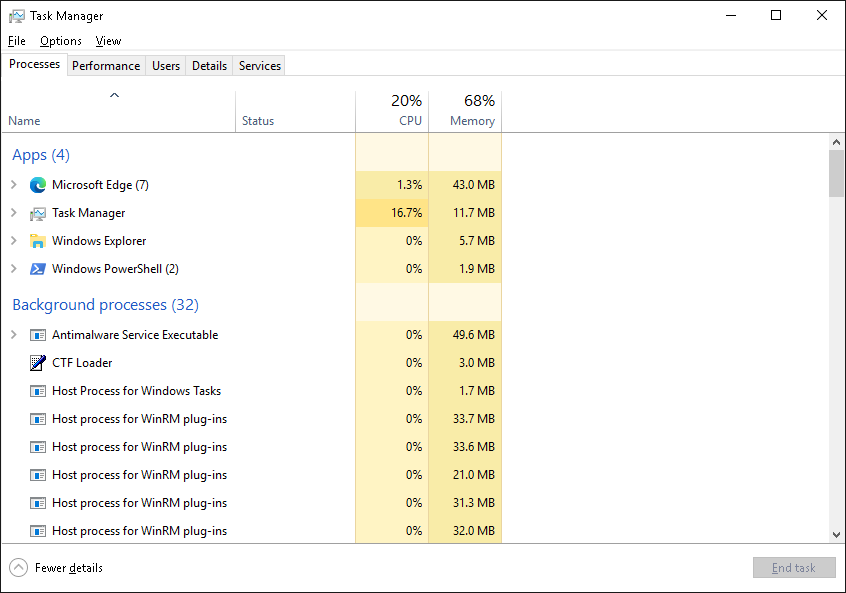 Task Manager
File Options View
Processes Performance Users Details Services
20% 68%
Name Status CPU Memory
Apps (4)
Microsoft Edge (7) 1.3% 43.0 MB
Task Manager 16.7% 11.7 MB
Windows Explorer 0% 5.7 MB
Windows PowerShell (2) 0% 1.9 MB
Background processes (32)
Antimalware Service Executable 0% 49.6 MB
CTF Loader 0% 3.0 MB
Host Process for Windows Tasks 0% 1.7 MB
Host process for WinRM plug-ins 0% 33.7 MB
Host process for WinRM plug-ins 0% 33.6 MB
Host process for WinRM plug-ins 0% 21.0 MB
Host process for WinRM plug-ins 0% 31.3 MB
Host process for WinRM plug-ins 0% 32.0 MB
Fewer details End task